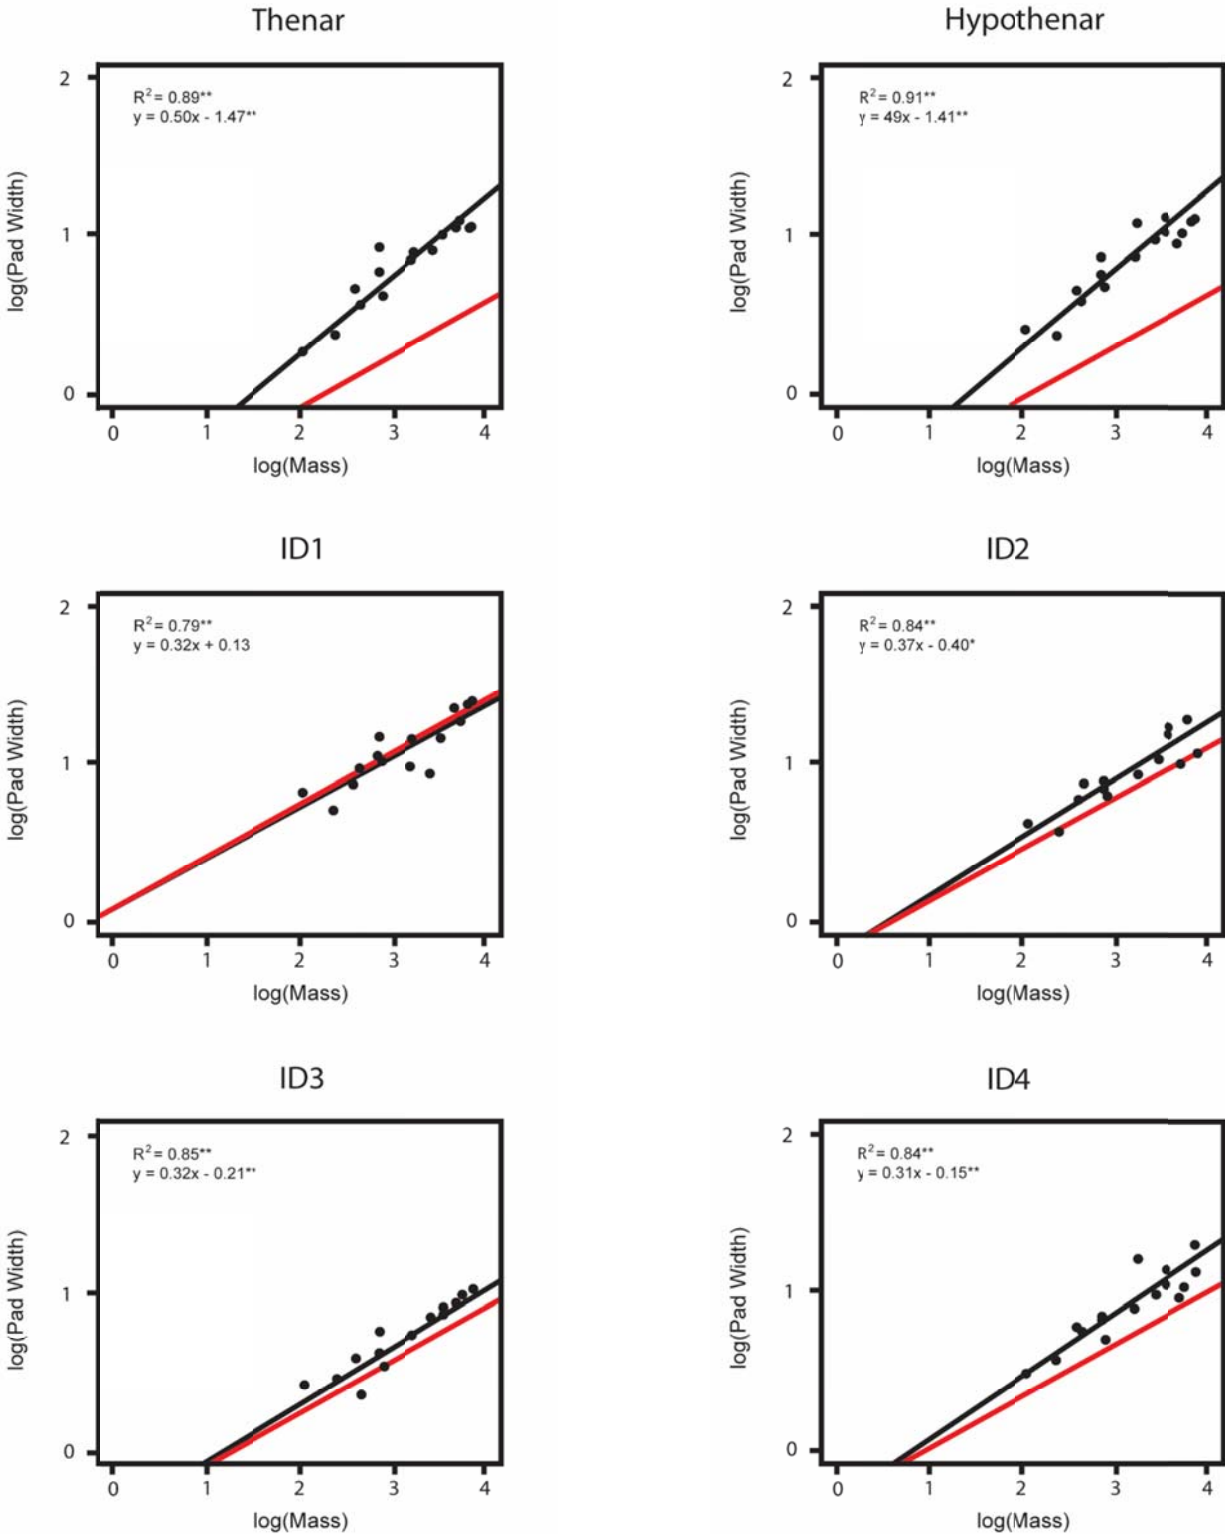 Thenar
Hypothenar
2
R² = 0.89**
y = 0.50x - 1.47**
log(Pad Width)
1
0
0 1 2 3 4
log(Mass)
2
R² = 0.91**
y = 49x - 1.41**
log(Pad Width)
1
0
0 1 2 3 4
log(Mass)
ID1
ID2
2
R² = 0.79**
y = 0.32x + 0.13
log(Pad Width)
1
0
0 1 2 3 4
log(Mass)
2
R² = 0.84**
y = 0.37x - 0.40*
log(Pad Width)
1
0
0 1 2 3 4
log(Mass)
ID3
ID4
2
R² = 0.85**
y = 0.32x - 0.21**
log(Pad Width)
1
0
0 1 2 3 4
log(Mass)
2
R² = 0.84**
y = 0.31x - 0.15**
log(Pad Width)
1
0
0 1 2 3 4
log(Mass)